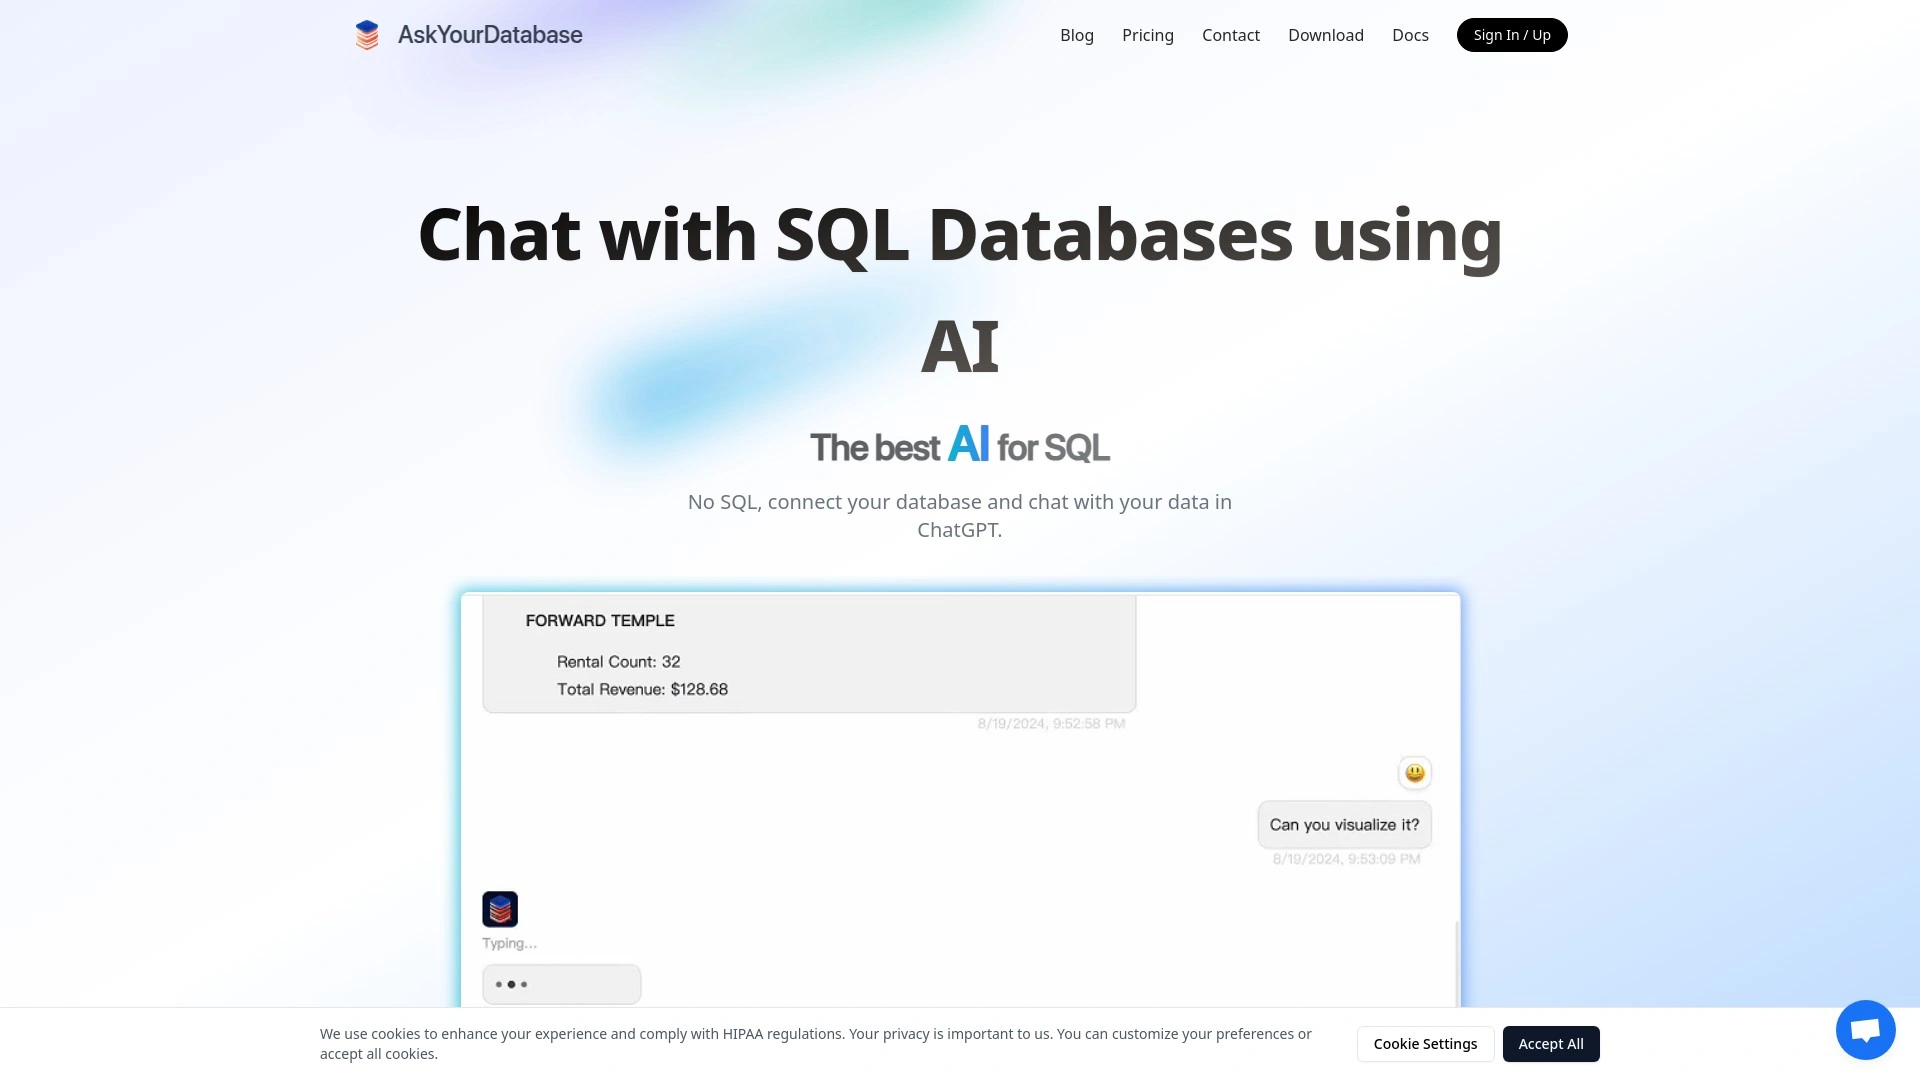 AskYourDatabase
Blog
Pricing
Contact
Download
Docs
Sign In / Up
Chat with SQL Databases using
AI
The best AI for SQL
No SQL, connect your database and chat with your data in
ChatGPT.
FORWARD TEMPLE
Rental Count: 32
Total Revenue: $128.68
8/19/2024, 9:52:58 PM
Can you visualize it?
8/19/2024, 9:53:09 PM
Typing...
We use cookies to enhance your experience and comply with HIPAA regulations. Your privacy is important to us. You can customize your preferences or
accept all cookies.
Cookie Settings
Accept All